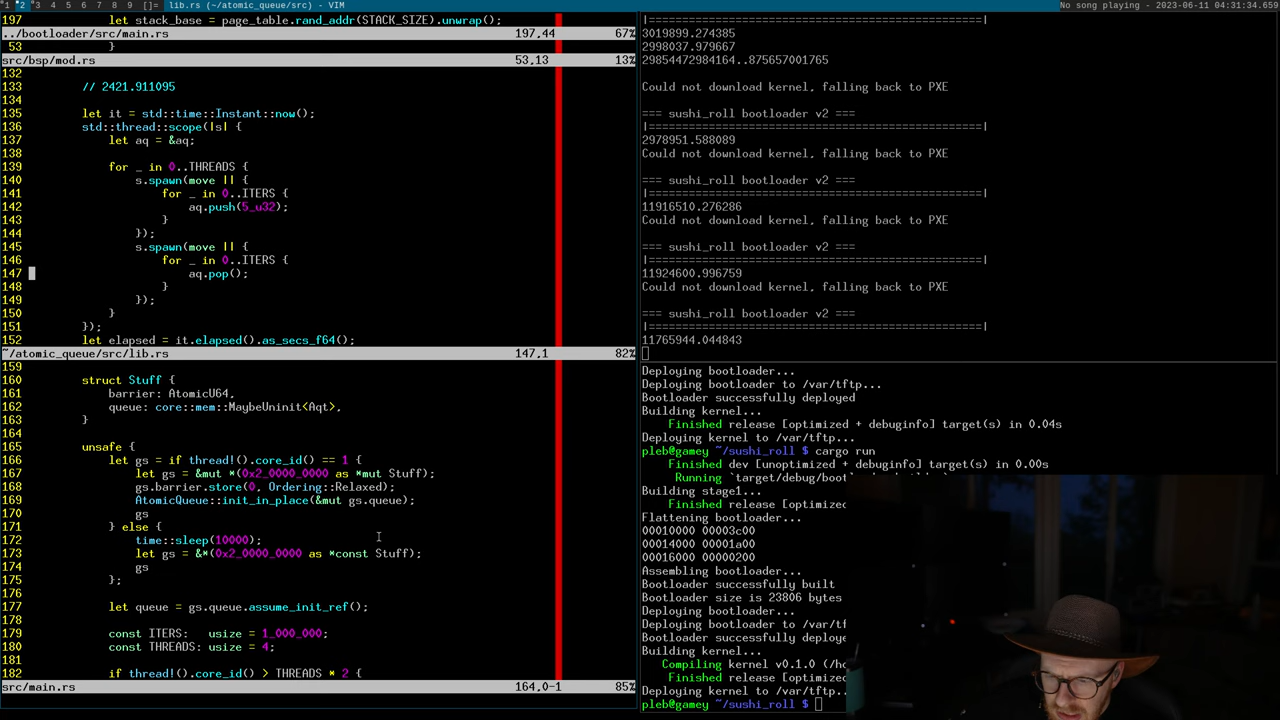 1 2 3 4 5 6 7 8 9 []= lib.rs (~/atomic_queue/src) - VIM No song playing - 2023-06-11 04:31:34.659
197 let stack_base = page_table.rand_addr(STACK_SIZE).unwrap();
../bootloader/src/main.rs 197,44 67%
53 }
src/bsp/mod.rs 53,13 13%
132
133 // 2421.911095
134
135 let it = std::time::Instant::now();
136 std::thread::scope(|s| {
137 let aq = &aq;
138
139 for _ in 0..THREADS {
140 s.spawn(move || {
141 for _ in 0..ITERS {
142 aq.push(5_u32);
143 }
144 });
145 s.spawn(move || {
146 for _ in 0..ITERS {
147 aq.pop();
148 }
149 });
150 }
151 });
152 let elapsed = it.elapsed().as_secs_f64();
~/atomic_queue/src/lib.rs 147,1 82%
159
160 struct Stuff {
161 barrier: AtomicU64,
162 queue: core::mem::MaybeUninit<Aqt>,
163 }
164
165 unsafe {
166 let gs = if thread!().core_id() == 1 {
167 let gs = &mut *(0x2_0000_0000 as *mut Stuff);
168 gs.barrier.store(0, Ordering::Relaxed);
169 AtomicQueue::init_in_place(&mut gs.queue);
170 gs
171 } else {
172 time::sleep(10000);
173 let gs = &*(0x2_0000_0000 as *const Stuff);
174 gs
175 };
176
177 let queue = gs.queue.assume_init_ref();
178
179 const ITERS: usize = 1_000_000;
180 const THREADS: usize = 4;
181
182 if thread!().core_id() > THREADS * 2 {
src/main.rs 164,0-1 85%
|==================================================|
3019899.274385
2998037.979667
29854472984164..875657001765
Could not download kernel, falling back to PXE
=== sushi_roll bootloader v2 ===
|==================================================|
2978951.588089
Could not download kernel, falling back to PXE
=== sushi_roll bootloader v2 ===
|==================================================|
11916510.276286
Could not download kernel, falling back to PXE
=== sushi_roll bootloader v2 ===
|==================================================|
11924600.996759
Could not download kernel, falling back to PXE
=== sushi_roll bootloader v2 ===
|==================================================|
11765944.044843
Deploying bootloader...
Deploying bootloader to /var/tftp...
Bootloader successfully deployed
Building kernel...
Finished release [optimized + debuginfo] target(s) in 0.04s
Deploying kernel to /var/tftp...
pleb@gamey ~/sushi_roll $ cargo run
Finished dev [unoptimized + debuginfo] target(s) in 0.00s
Running `target/debug/boo
Building stage1...
Finished release [optimize
Flattening bootloader...
00010000 00003c00
00014000 00001a00
00016000 00000200
Assembling bootloader...
Bootloader successfully built
Bootloader size is 23806 bytes
Deploying bootloader...
Deploying bootloader to /var/tf
Bootloader successfully deploye
Building kernel...
Compiling kernel v0.1.0 (/ho
Finished release [optimize
Deploying kernel to /var/tftp..
pleb@gamey ~/sushi_roll $